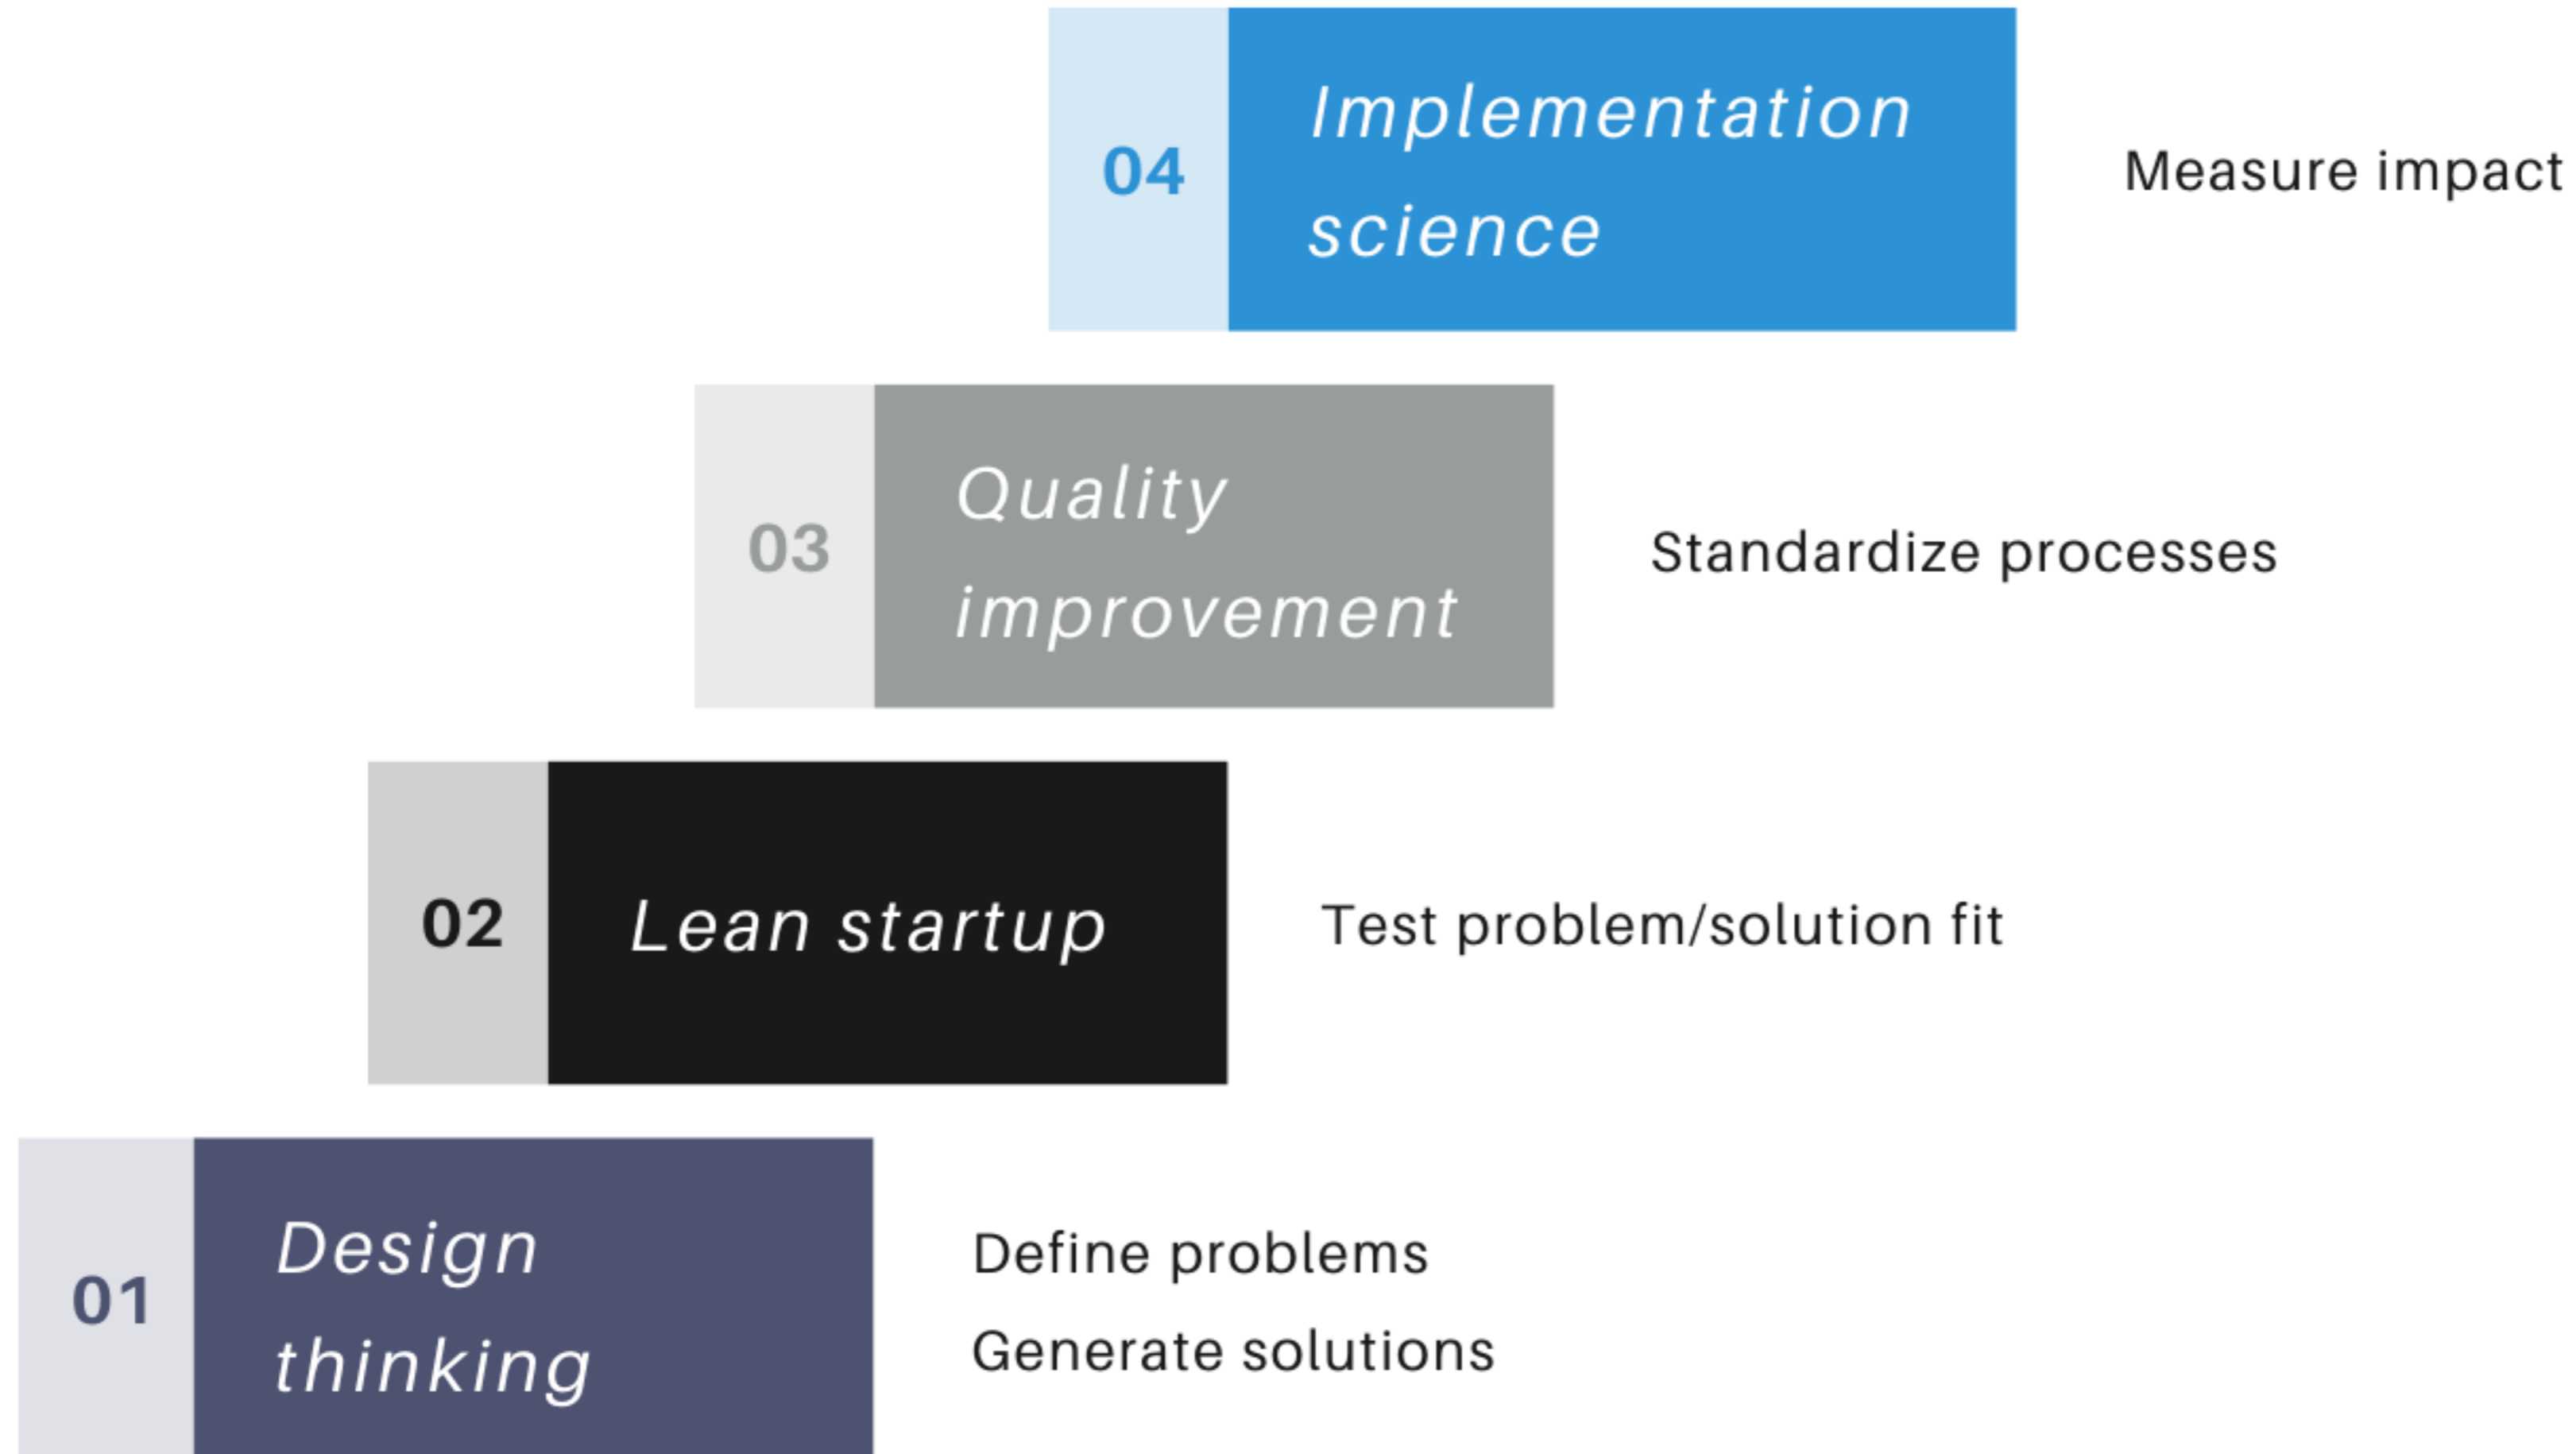 04
Implementation
science
Measure impact
03
Quality
improvement
Standardize processes
02
Lean startup
Test problem/solution fit
01
Design
thinking
Define problems
Generate solutions